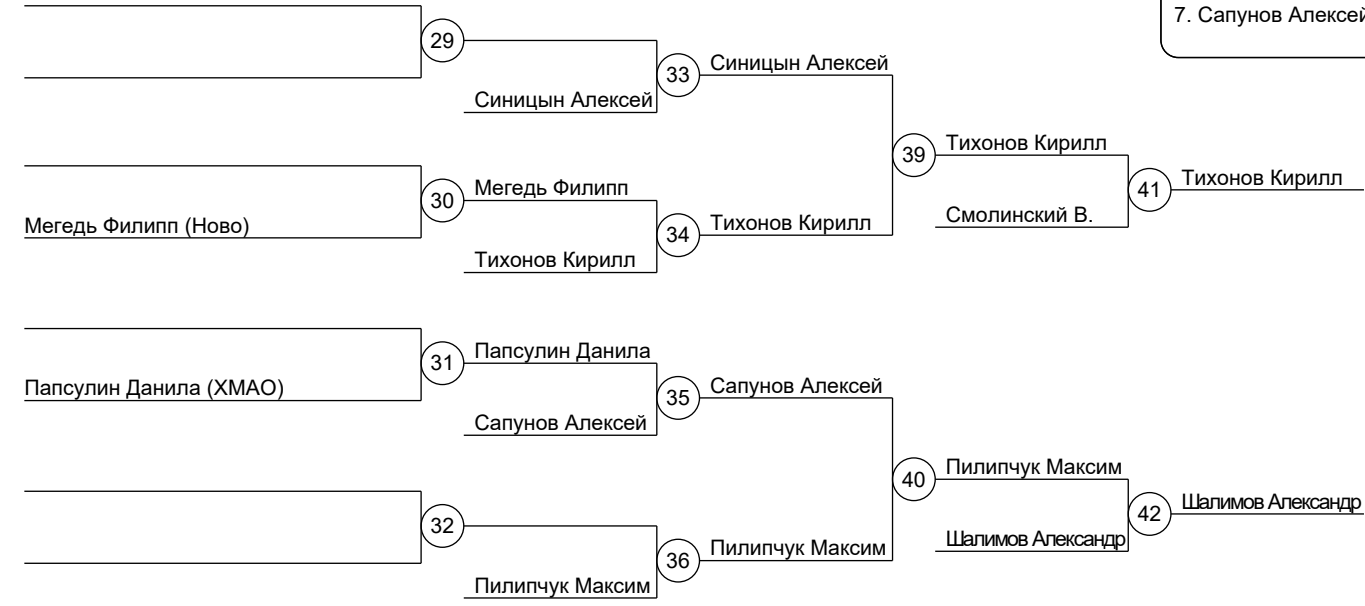 7. Сапунов Алексей
29
Синицын Алексей
33
Синицын Алексей
39
Тихонов Кирилл
41
Тихонов Кирилл
Смолинский В.
Мегедь Филипп (Ново)
30
Мегедь Филипп
34
Тихонов Кирилл
Тихонов Кирилл
Папсулин Данила (ХМАО)
31
Папсулин Данила
35
Сапунов Алексей
Сапунов Алексей
40
Пилипчук Максим
42
Шалимов Александр
Шалимов Александр
32
36
Пилипчук Максим
Пилипчук Максим